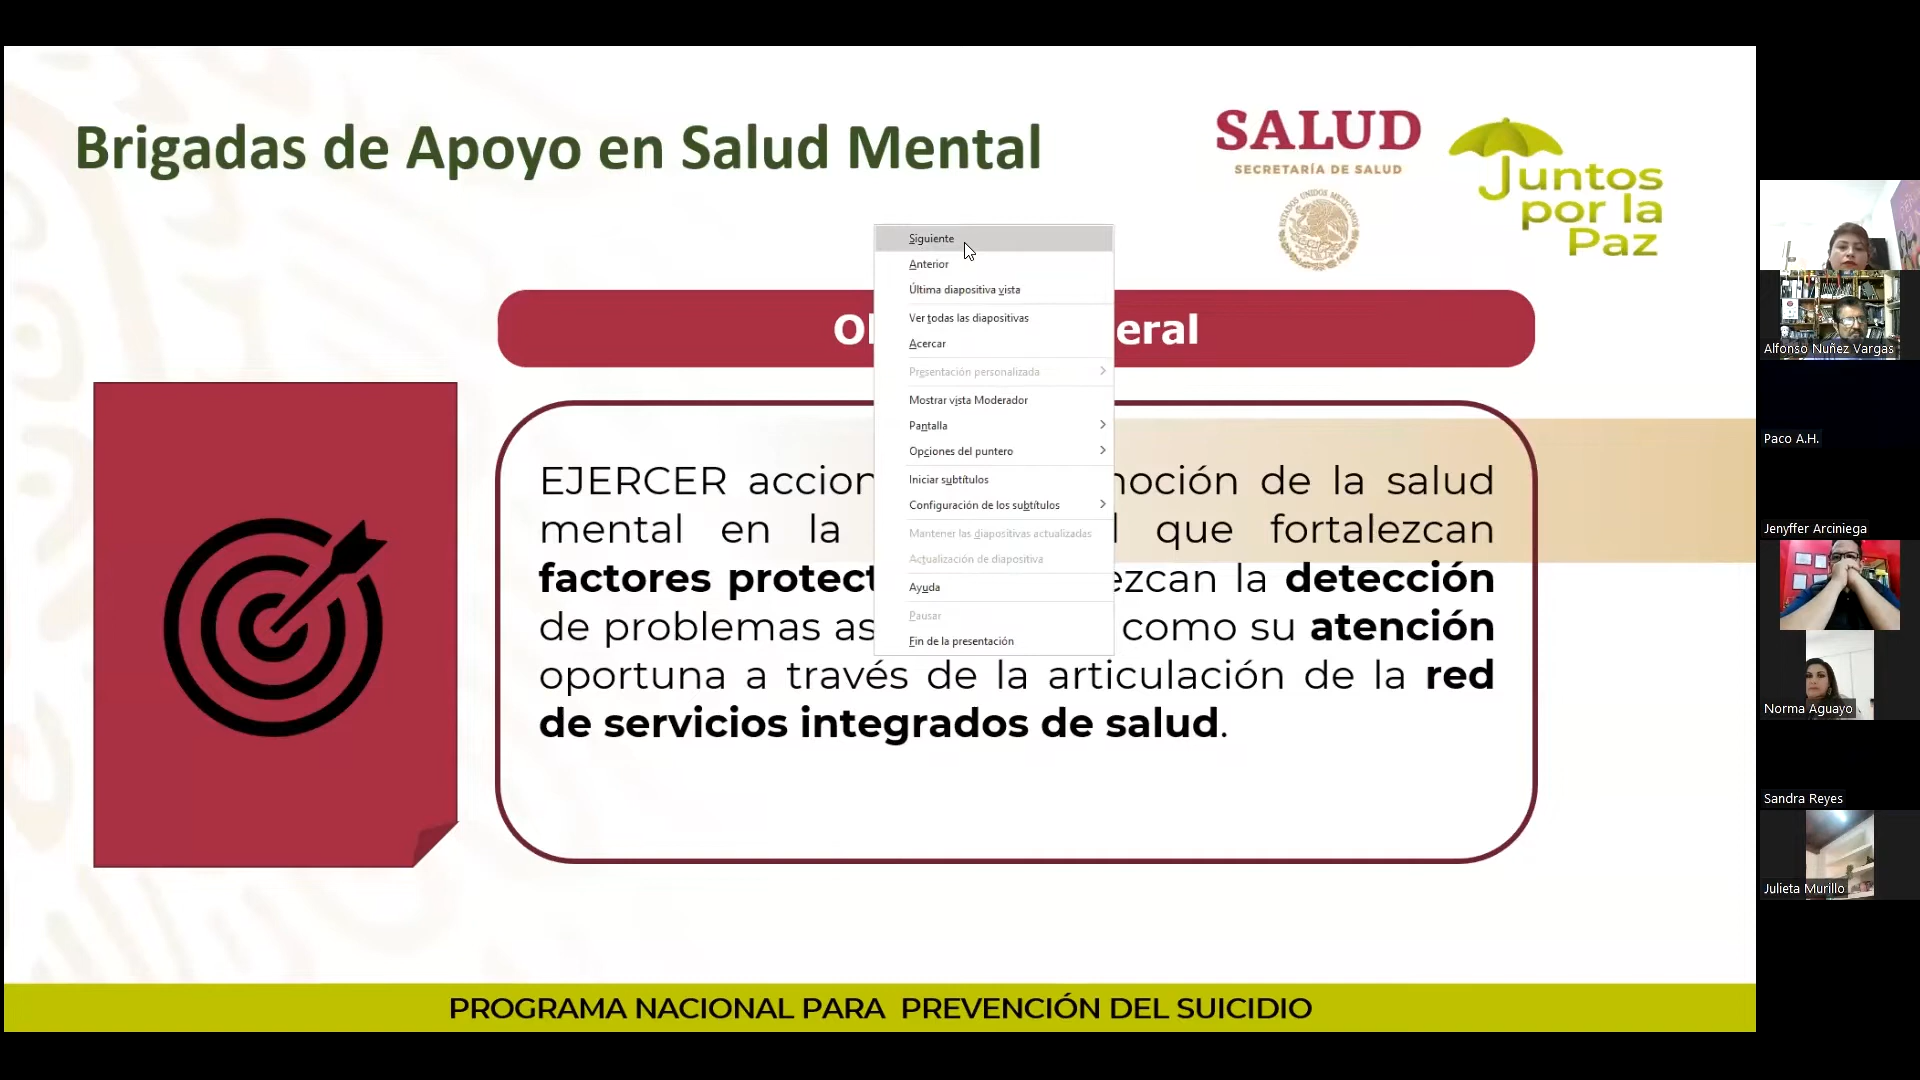 Brigadas de Apoyo en Salud Mental
SALUD
SECRETARÍA DE SALUD
ESTADOS UNIDOS MEXICANOS
Juntos
por la
Paz
Siguiente
Anterior
Última diapositiva vista
Ver todas las diapositivas
Acercar
Presentación personalizada
Mostrar vista Moderador
Pantalla
Opciones del puntero
Iniciar subtítulos
Configuración de los subtítulos
Mantener las diapositivas actualizadas
Actualización de diapositiva
Ayuda
Pausar
Fin de la presentación
eral
EJERCER accion moción de la salud
mental en la que fortalezcan
factores protect ezcan la detección
de problemas as como su atención
oportuna a través de la articulación de la red
de servicios integrados de salud.
PROGRAMA NACIONAL PARA PREVENCIÓN DEL SUICIDIO
Alfonso Nuñez Vargas
Paco A.H.
Jenyffer Arciniega
Norma Aguayo
Sandra Reyes
Julieta Murillo